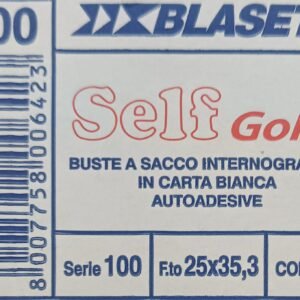 00
BLASET
Self Gol
BUSTE A SACCO INTERNOGRA
IN CARTA BIANCA
AUTOADESIVE
8007758006423
Serie 100
F.to 25x35,3
CO